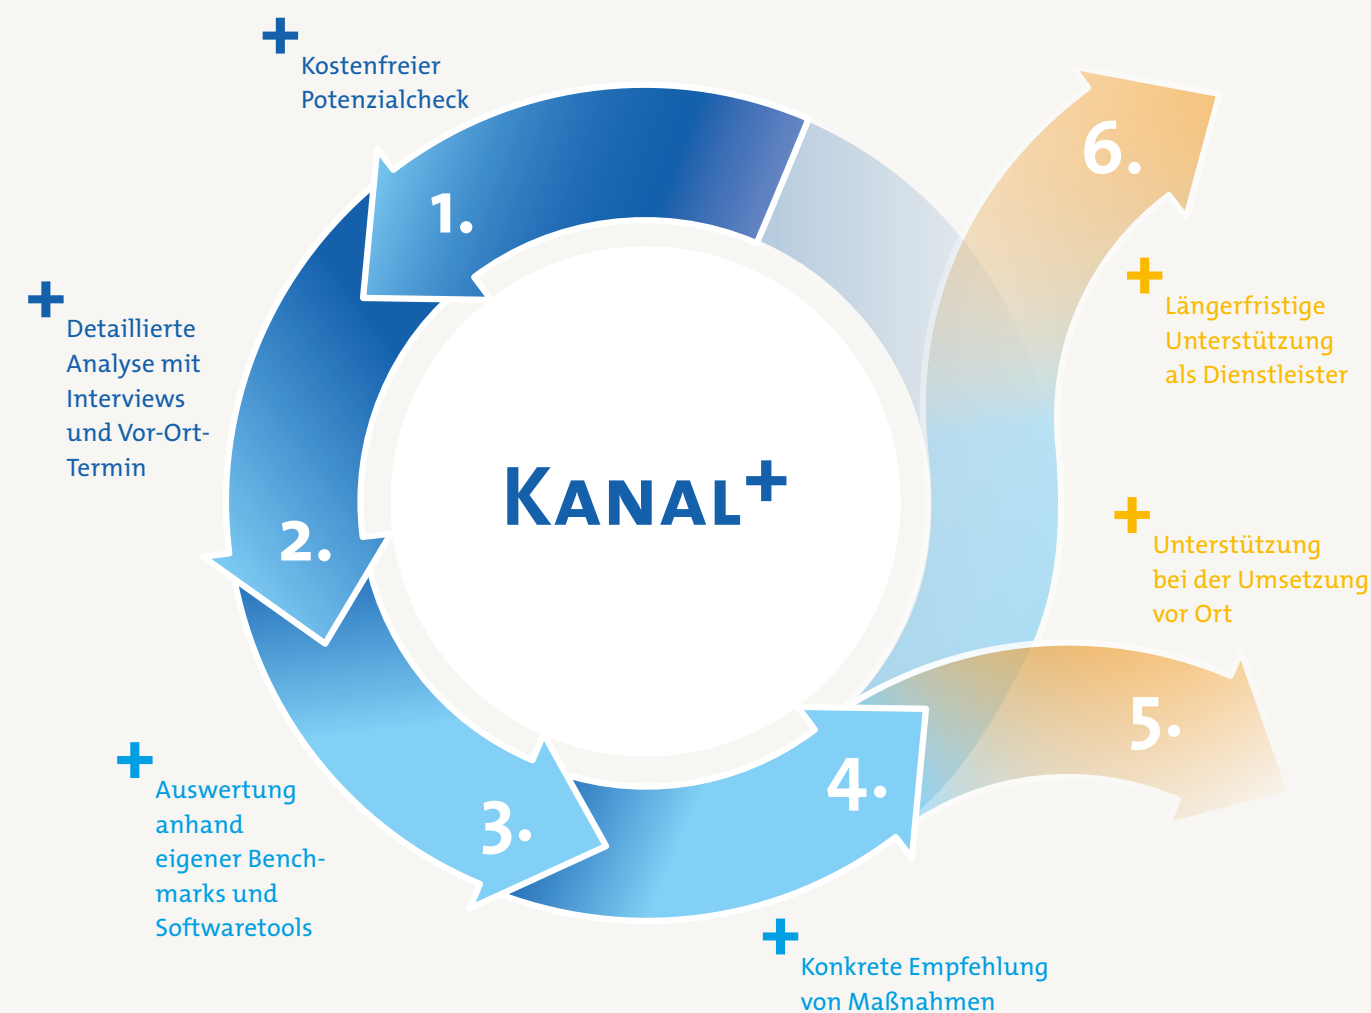 +
Kostenfreier
Potenzialcheck
1.
+
Detaillierte
Analyse mit
Interviews
und Vor-Ort-
Termin
2.
+
Auswertung
anhand
eigener Bench-
marks und
Softwaretools
3.
+
Konkrete Empfehlung
von Maßnahmen
4.
+
Unterstützung
bei der Umsetzung
vor Ort
5.
+
Längerfristige
Unterstützung
als Dienstleister
6.
KANAL+